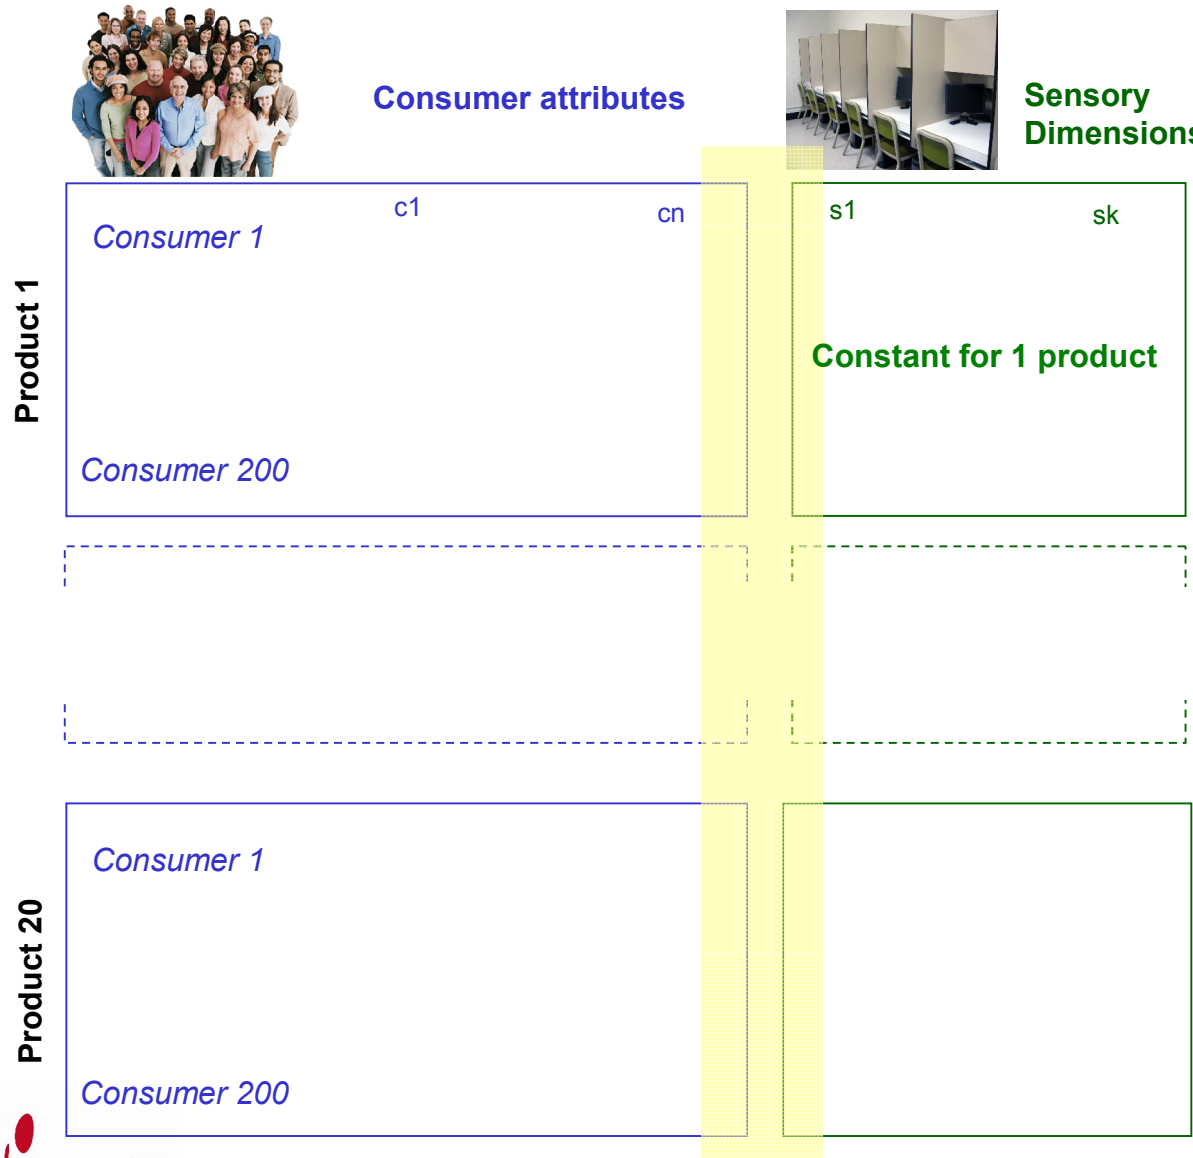 Consumer attributes
Sensory
Dimensions
c1
cn
s1
sk
Consumer 1
Product 1
Constant for 1 product
Consumer 200
Consumer 1
Product 20
Consumer 200